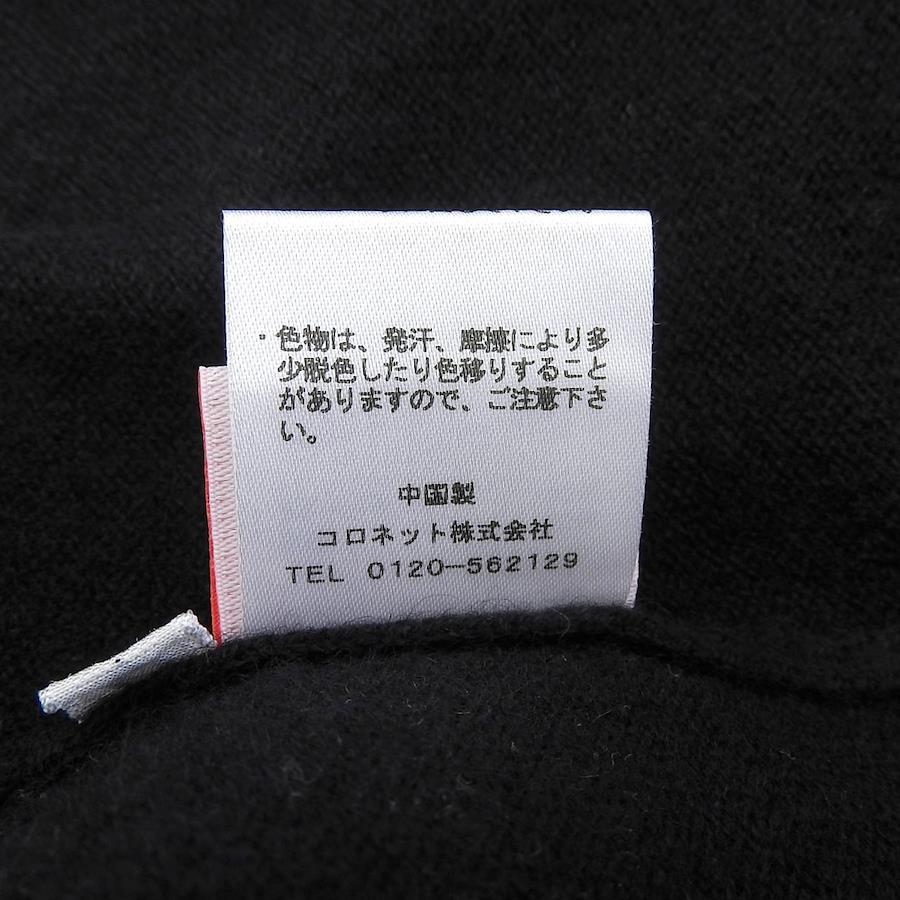 ・色物は、発汗、摩擦により多
少脱色したり色移りすること
がありますので、ご注意下さ
い。
中国製
コロネット株式会社
TEL 0120-562129